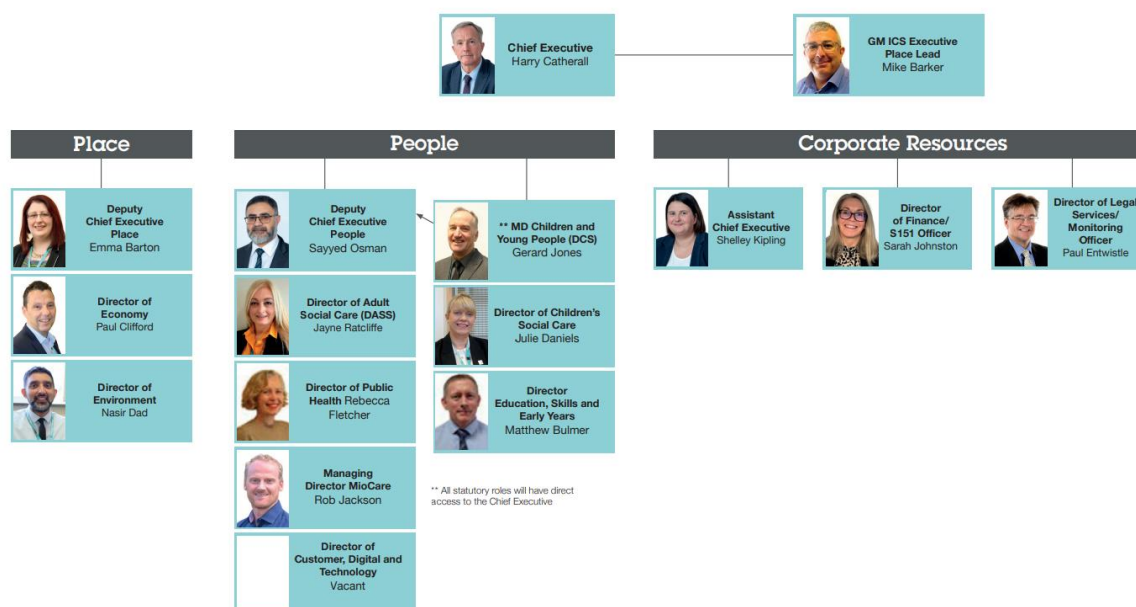 Chief Executive
Harry Catherall
GM ICS Executive
Place Lead
Mike Barker
Place
People
Corporate Resources
Deputy
Chief Executive
Place
Emma Barton
Director of
Economy
Paul Clifford
Director of
Environment
Nasir Dad
Deputy
Chief Executive
People
Sayyed Osman
Director of Adult
Social Care (DASS)
Jayne Ratcliffe
Director of Public
Health Rebecca
Fletcher
Managing
Director MioCare
Rob Jackson
Director of
Customer, Digital and
Technology
Vacant
** MD Children and
Young People (DCS)
Gerard Jones
Director of Children's
Social Care
Julie Daniels
Director
Education, Skills and
Early Years
Matthew Bulmer
** All statutory roles will have direct
access to the Chief Executive
Assistant
Chief Executive
Shelley Kipling
Director
of Finance/
S151 Officer
Sarah Johnston
Director of Legal
Services/
Monitoring
Officer
Paul Entwistle